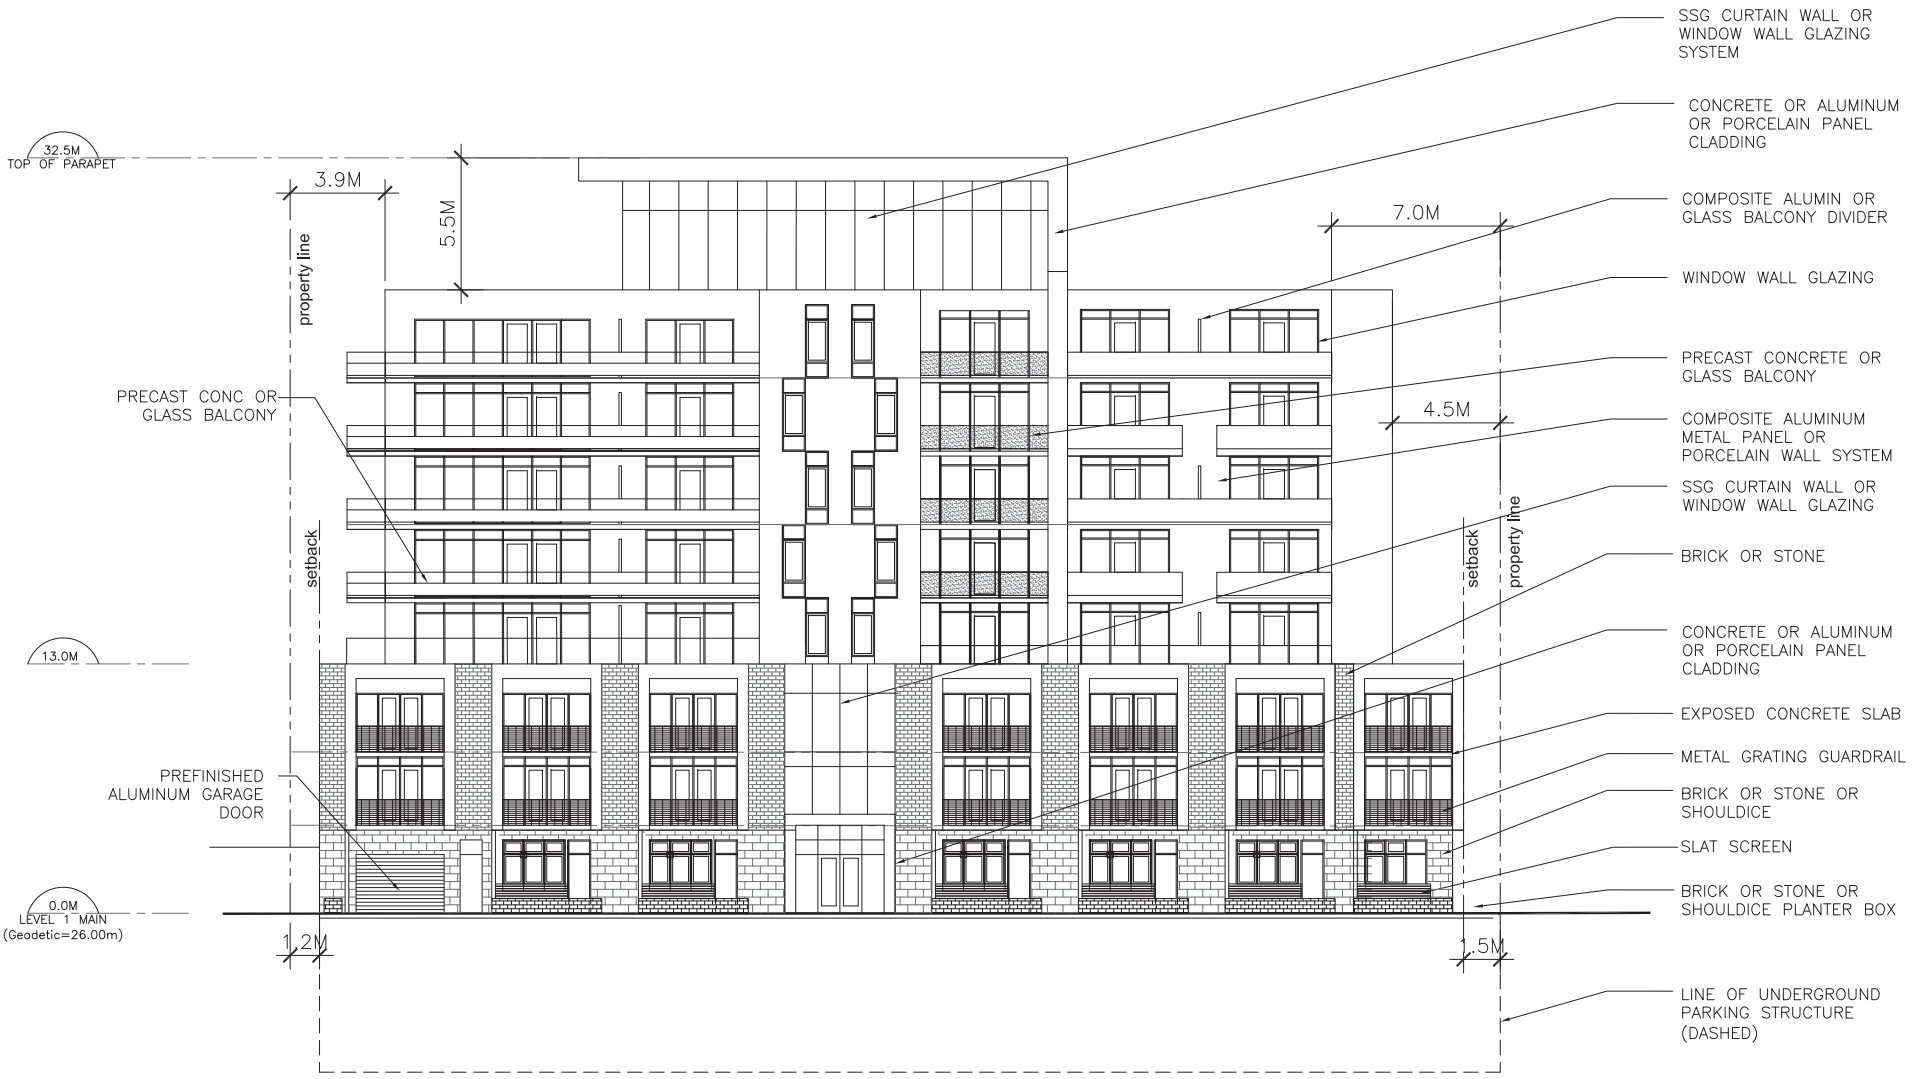 SSG CURTAIN WALL OR
WINDOW WALL GLAZING
SYSTEM
CONCRETE OR ALUMINUM
OR PORCELAIN PANEL
CLADDING
32.5M
TOP OF PARAPET
3.9M
5.5M
COMPOSITE ALUMIN OR
GLASS BALCONY DIVIDER
7.0M
property line
WINDOW WALL GLAZING
PRECAST CONCRETE OR
GLASS BALCONY
PRECAST CONC OR
GLASS BALCONY
4.5M
COMPOSITE ALUMINUM
METAL PANEL OR
PORCELAIN WALL SYSTEM
SSG CURTAIN WALL OR
WINDOW WALL GLAZING
setback
setback
property line
BRICK OR STONE
13.0M
CONCRETE OR ALUMINUM
OR PORCELAIN PANEL
CLADDING
EXPOSED CONCRETE SLAB
METAL GRATING GUARDRAIL
PREFINISHED
ALUMINUM GARAGE
DOOR
BRICK OR STONE OR
SHOULDICE
SLAT SCREEN
BRICK OR STONE OR
SHOULDICE PLANTER BOX
0.0M
LEVEL 1 MAIN
(Geodetic=26.00m)
1.2M
1.5M
LINE OF UNDERGROUND
PARKING STRUCTURE
(DASHED)